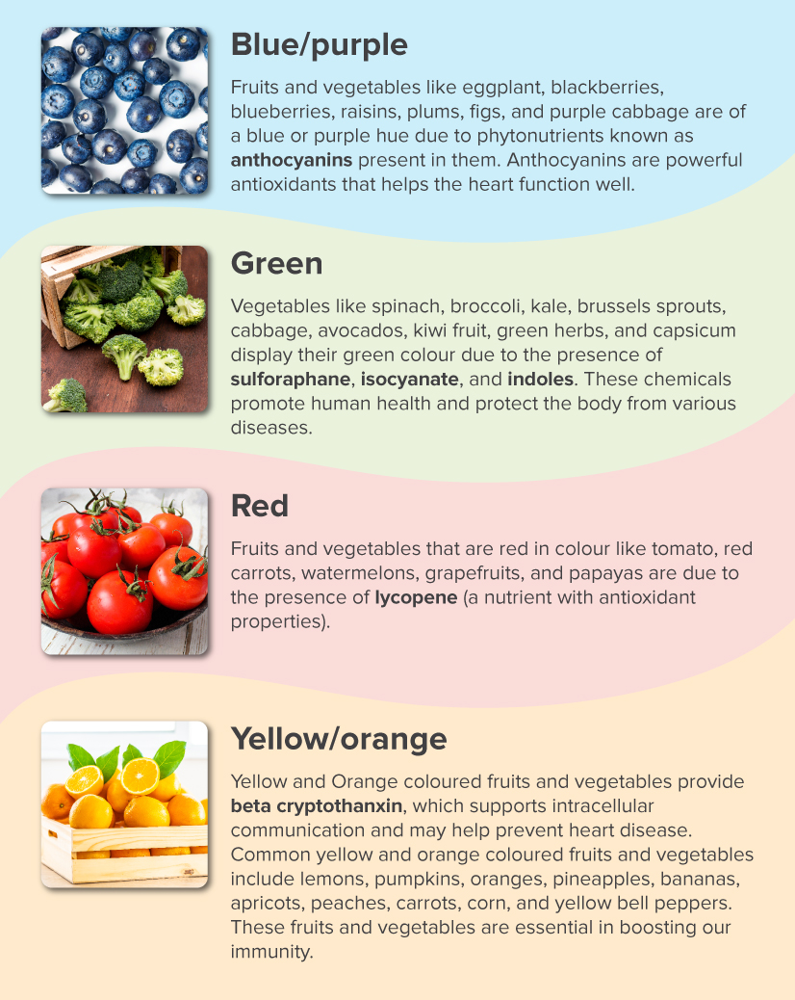 Blue/purple
Fruits and vegetables like eggplant, blackberries,
blueberries, raisins, plums, figs, and purple cabbage are of
a blue or purple hue due to phytonutrients known as
anthocyanins present in them. Anthocyanins are powerful
antioxidants that helps the heart function well.
Green
Vegetables like spinach, broccoli, kale, brussels sprouts,
cabbage, avocados, kiwi fruit, green herbs, and capsicum
display their green colour due to the presence of
sulforaphane, isocyanate, and indoles. These chemicals
promote human health and protect the body from various
diseases.
Red
Fruits and vegetables that are red in colour like tomato, red
carrots, watermelons, grapefruits, and papayas are due to
the presence of lycopene (a nutrient with antioxidant
properties).
Yellow/orange
Yellow and Orange coloured fruits and vegetables provide
beta cryptothanxin, which supports intracellular
communication and may help prevent heart disease.
Common yellow and orange coloured fruits and vegetables
include lemons, pumpkins, oranges, pineapples, bananas,
apricots, peaches, carrots, corn, and yellow bell peppers.
These fruits and vegetables are essential in boosting our
immunity.